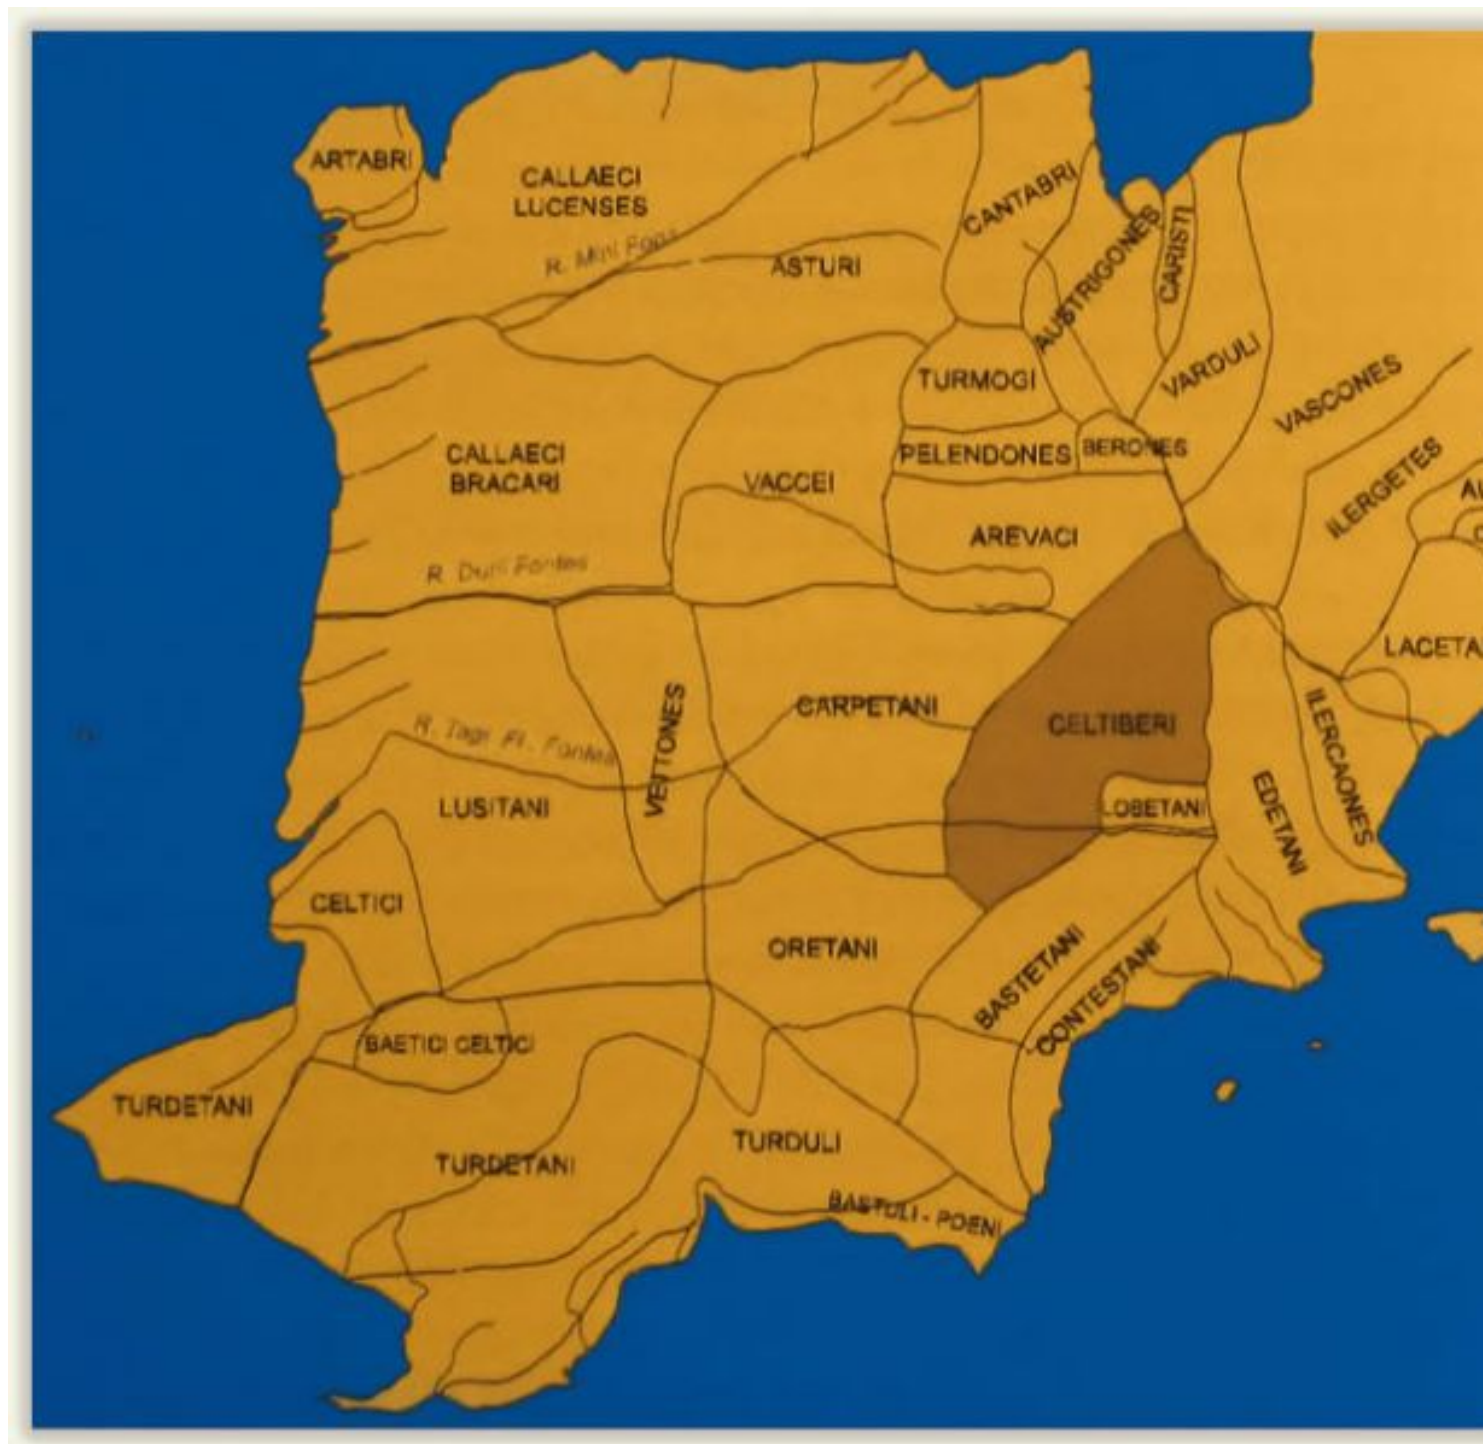 ARTABRI
CALLAECI
LUCENSES
CANTABRI
AUSTRIGONES
CARISTI
R. Mini
ASTURI
VARDULI
TURMOGI
VASCONES
PELENDONES
BERONES
CALLAECI
BRACARI
VACCEI
ILERGETES
AREVACI
R. Durii Fontes
LACETA
CARPETANI
VETTONES
CELTIBERI
ILERCAONES
R. Tagi Fl. Fontes
LUSITANI
LOBETANI
EDETANI
CELTICI
ORETANI
BASTETANI
CONTESTANI
BAETICI CELTICI
TURDETANI
TURDULI
TURDETANI
BASTULI - POENI